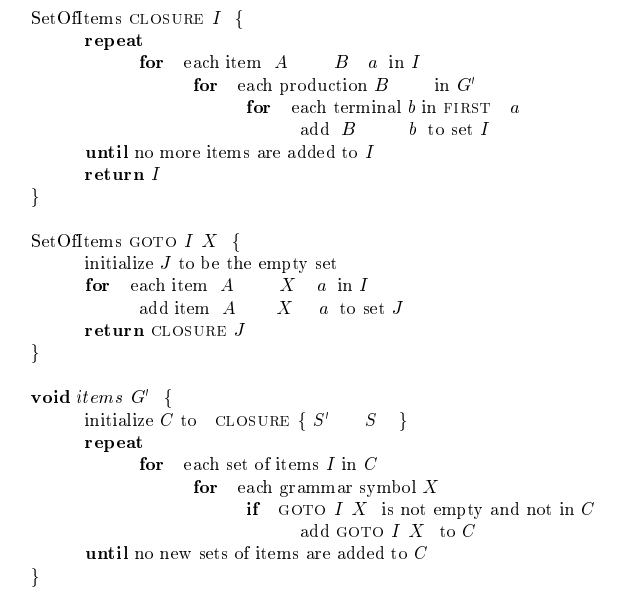 SetOfItems CLOSURE I {
repeat
for each item A B a in I
for each production B in G′
for each terminal b in FIRST a
add B b to set I
until no more items are added to I
return I
}
SetOfItems GOTO I X {
initialize J to be the empty set
for each item A X a in I
add item A X a to set J
return CLOSURE J
}
void items G′ {
initialize C to CLOSURE { S′ S }
repeat
for each set of items I in C
for each grammar symbol X
if GOTO I X is not empty and not in C
add GOTO I X to C
until no new sets of items are added to C
}